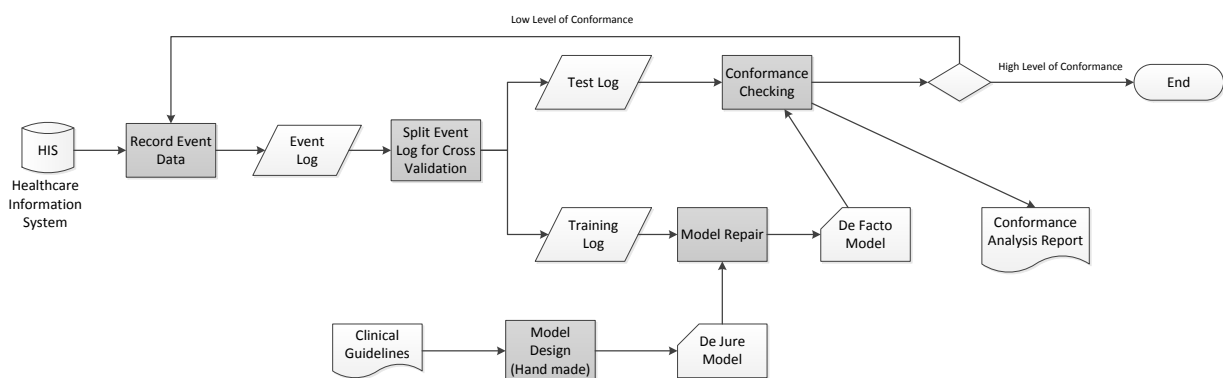 Low Level of Conformance
Test Log
Conformance
Checking
High Level of Conformance
End
HIS
Healthcare
Information
System
Record Event
Data
Event
Log
Split Event
Log for Cross
Validation
Training
Log
Model Repair
De Facto
Model
Conformance
Analysis Report
Clinical
Guidelines
Model
Design
(Hand made)
De Jure
Model